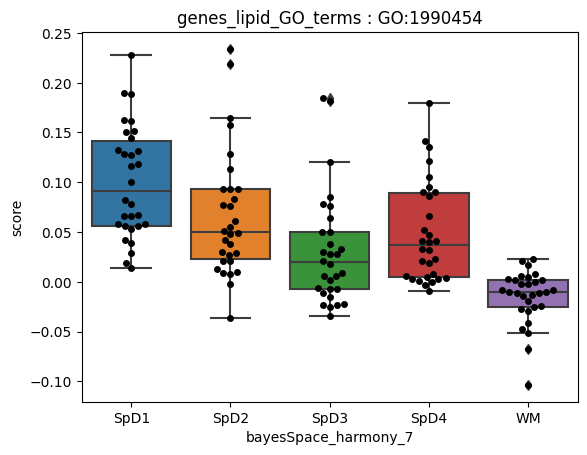 genes_lipid_GO_terms : GO:1990454
0.25
0.20
0.15
0.10
0.05
0.00
−0.05
−0.10
score
SpD1 SpD2 SpD3 SpD4 WM
bayesSpace_harmony_7